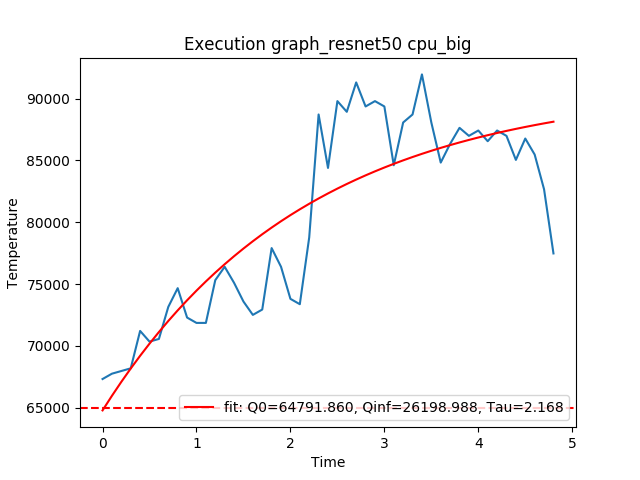 Execution graph_resnet50 cpu_big
Temperature
90000
85000
80000
75000
70000
65000
fit: Q0=64791.860, Qinf=26198.988, Tau=2.168
0 1 2 3 4 5
Time